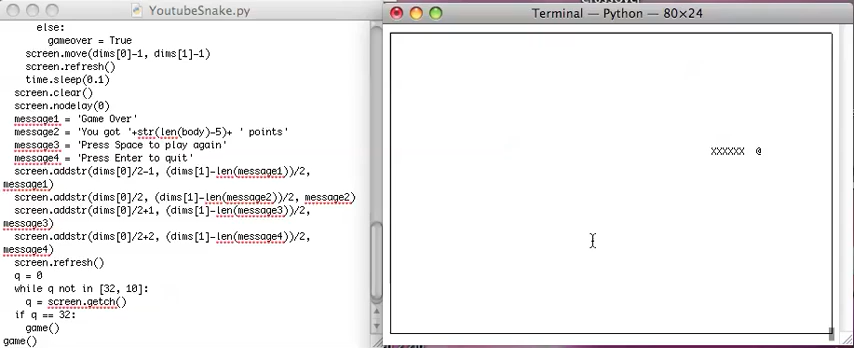 YoutubeSnake.py
else:
gameover = True
screen.move(dims[0]-1, dims[1]-1)
screen.refresh()
time.sleep(0.1)
screen.clear()
screen.nodelay(0)
message1 = 'Game Over'
message2 = 'You got '+str(len(body)-5)+ ' points'
message3 = 'Press Space to play again'
message4 = 'Press Enter to quit'
screen.addstr(dims[0]/2-1, (dims[1]-len(message1))/2,
message1)
screen.addstr(dims[0]/2, (dims[1]-len(message2))/2, message2)
screen.addstr(dims[0]/2+1, (dims[1]-len(message3))/2,
message3)
screen.addstr(dims[0]/2+2, (dims[1]-len(message4))/2,
message4)
screen.refresh()
q = 0
while q not in [32, 10]:
q = screen.getch()
if q == 32:
game()
game()
Terminal — Python — 80×24
XXXXXX @